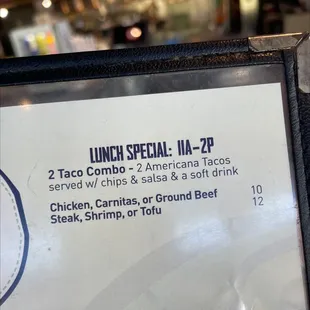 LUNCH SPECIAL: 11A-2P
2 Taco Combo - 2 Americana Tacos
served w/ chips & salsa & a soft drink
Chicken, Carnitas, or Ground Beef 10
Steak, Shrimp, or Tofu 12